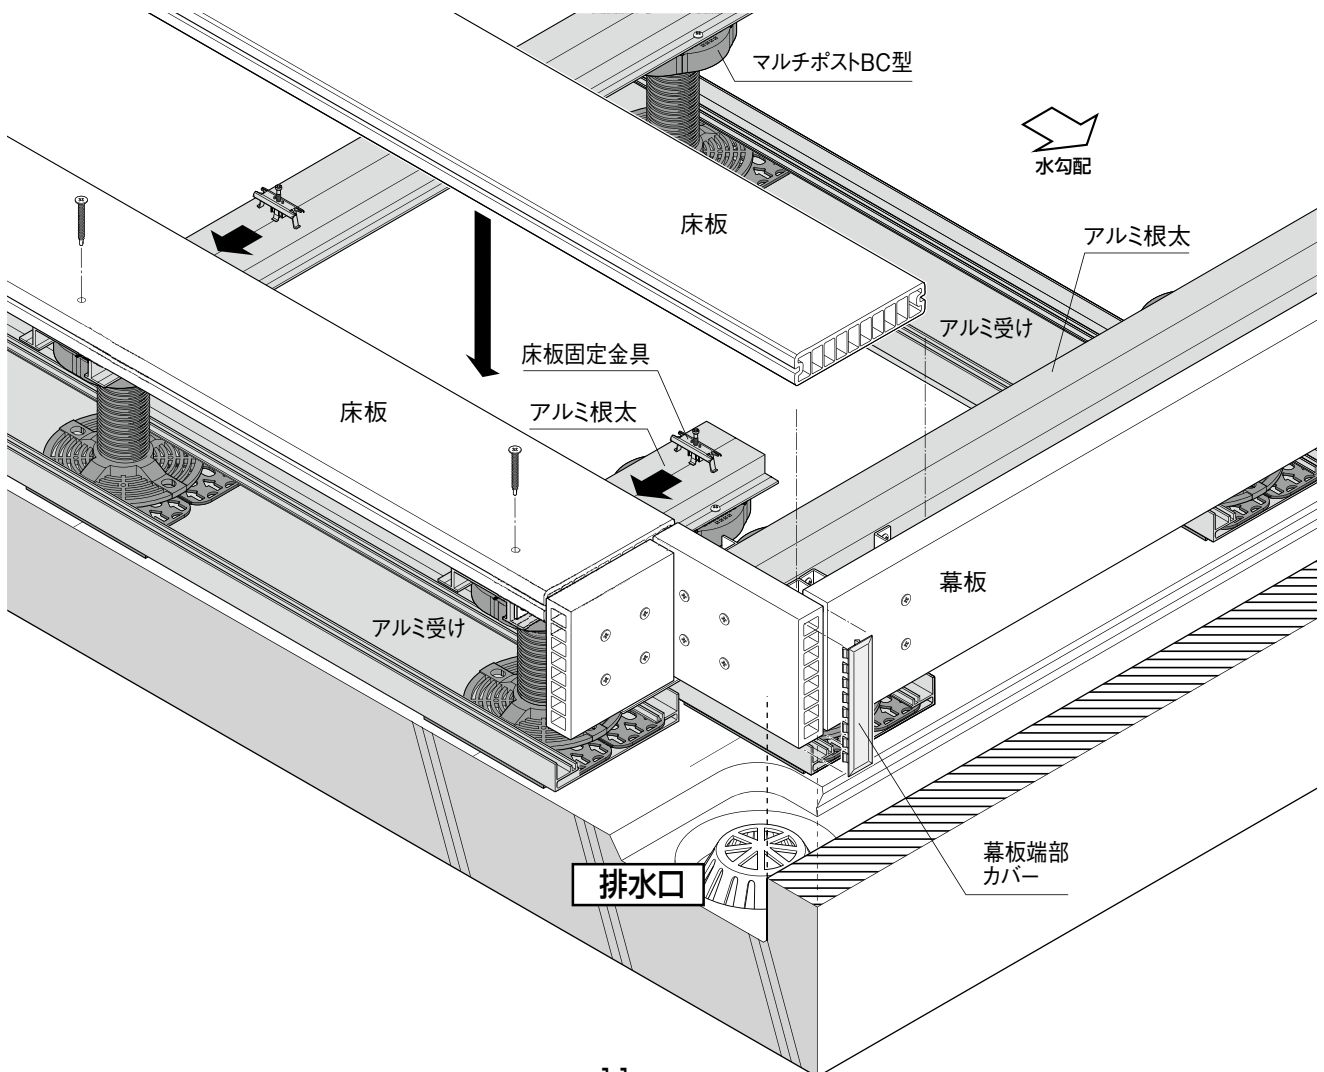 マルチポストBC型
水勾配
床板
アルミ根太
アルミ受け
床板固定金具
床板
アルミ根太
幕板
アルミ受け
幕板端部
カバー
排水口